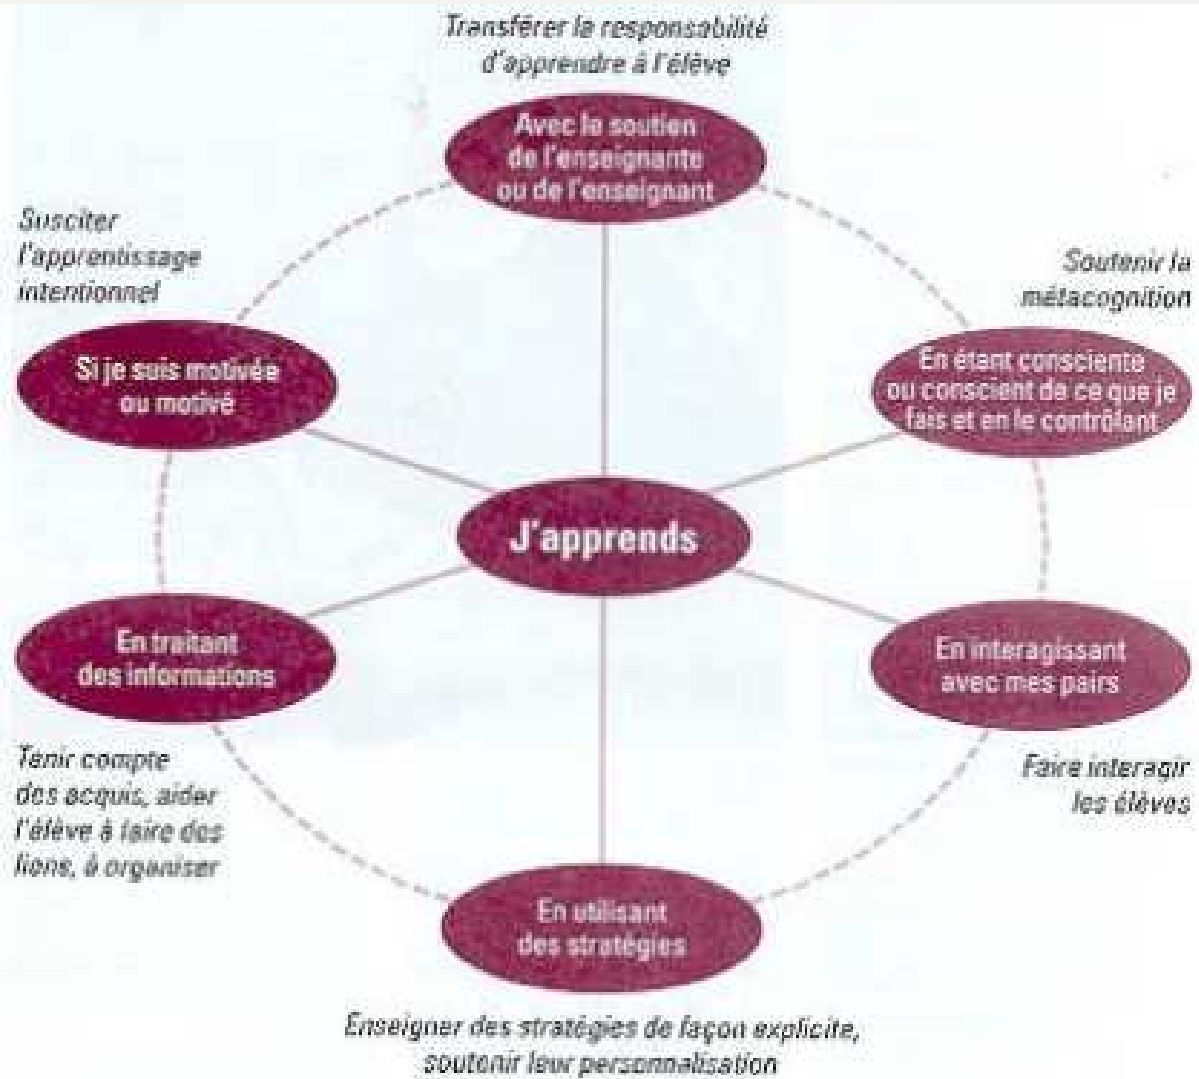 Transférer la responsabilité
d'apprendre à l'élève
Avec le soutien
de l'enseignante
ou de l'enseignant
Susciter
l'apprentissage
intentionnel
Si je suis motivée
ou motivé
Soutenir la
métacognition
En étant consciente
ou conscient de ce que je
fais et en le contrôlant
J'apprends
En traitant
des informations
Tenir compte
des acquis, aider
l'élève à faire des
liens, à organiser
En interagissant
avec mes pairs
Faire interagir
les élèves
En utilisant
des stratégies
Enseigner des stratégies de façon explicite,
soutenir leur personnalisation